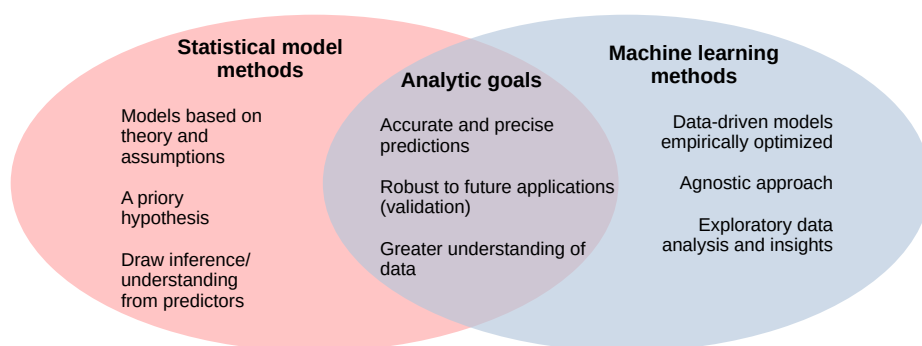 Statistical model
methods
Models based on
theory and
assumptions
A priory
hypothesis
Draw inference/
understanding
from predictors
Analytic goals
Accurate and precise
predictions
Robust to future applications
(validation)
Greater understanding of
data
Machine learning
methods
Data-driven models
empirically optimized
Agnostic approach
Exploratory data
analysis and insights